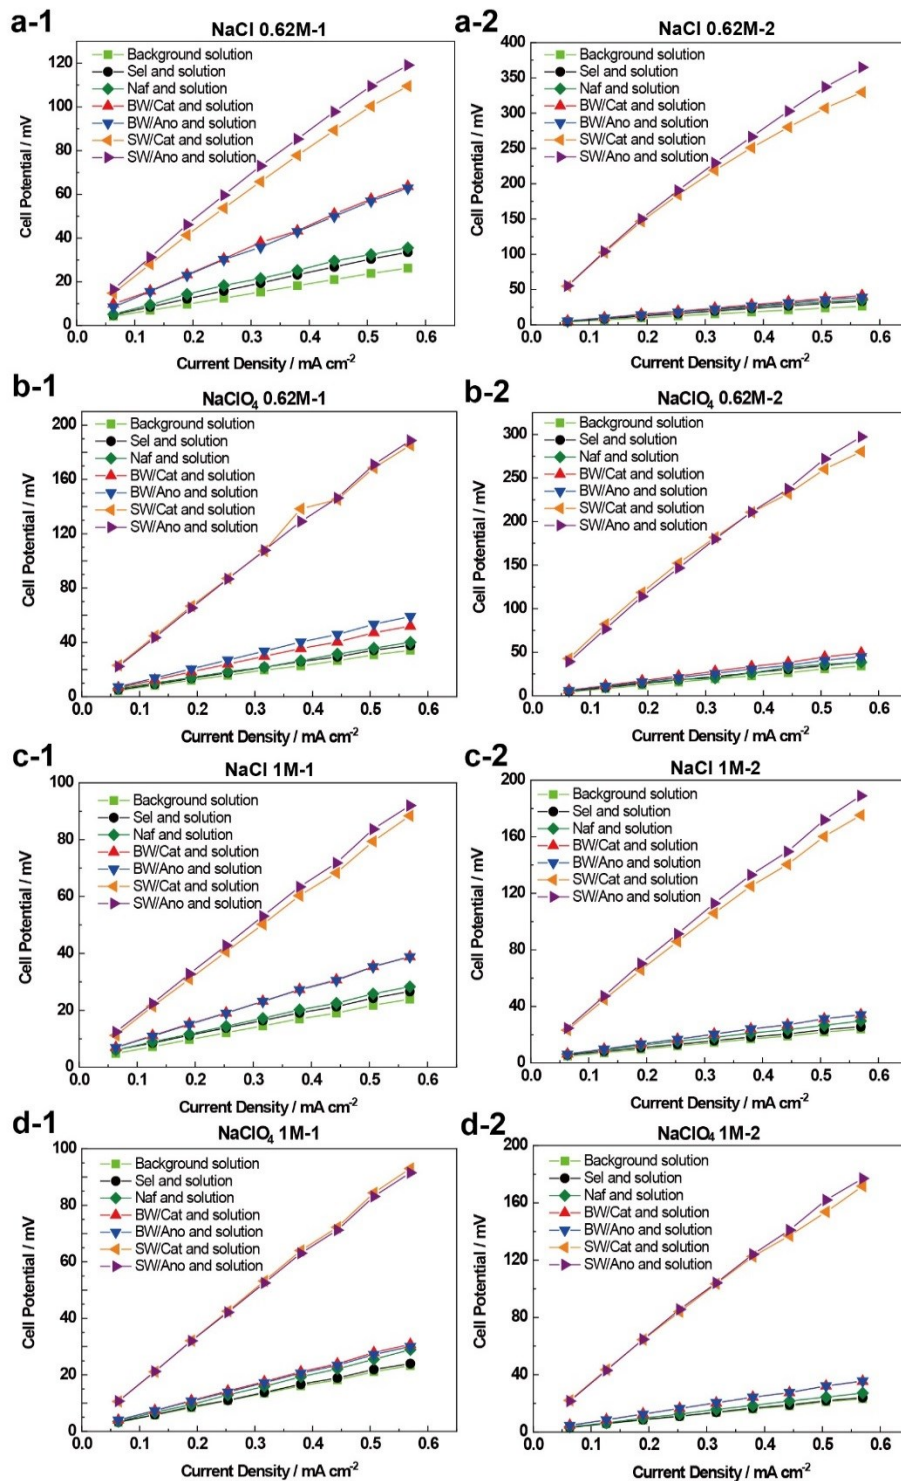 a-1
NaCl 0.62M-1
Background solution
Sel and solution
Naf and solution
BW/Cat and solution
BW/Ano and solution
SW/Cat and solution
SW/Ano and solution
Cell Potential / mV
120
100
80
60
40
20
0
0.0 0.1 0.2 0.3 0.4 0.5 0.6
Current Density / mA cm-2
a-2
NaCl 0.62M-2
Background solution
Sel and solution
Naf and solution
BW/Cat and solution
BW/Ano and solution
SW/Cat and solution
SW/Ano and solution
Cell Potential / mV
400
350
300
250
200
150
100
50
0
0.0 0.1 0.2 0.3 0.4 0.5 0.6
Current Density / mA cm-2
b-1
NaClO4 0.62M-1
Background solution
Sel and solution
Naf and solution
BW/Cat and solution
BW/Ano and solution
SW/Cat and solution
SW/Ano and solution
Cell Potential / mV
200
160
120
80
40
0
0.0 0.1 0.2 0.3 0.4 0.5 0.6
Current Density / mA cm-2
b-2
NaClO4 0.62M-2
Background solution
Sel and solution
Naf and solution
BW/Cat and solution
BW/Ano and solution
SW/Cat and solution
SW/Ano and solution
Cell Potential / mV
300
250
200
150
100
50
0
0.0 0.1 0.2 0.3 0.4 0.5 0.6
Current Density / mA cm-2
c-1
NaCl 1M-1
Background solution
Sel and solution
Naf and solution
BW/Cat and solution
BW/Ano and solution
SW/Cat and solution
SW/Ano and solution
Cell Potential / mV
100
80
60
40
20
0
0.0 0.1 0.2 0.3 0.4 0.5 0.6
Current Density / mA cm-2
c-2
NaCl 1M-2
Background solution
Sel and solution
Naf and solution
BW/Cat and solution
BW/Ano and solution
SW/Cat and solution
SW/Ano and solution
Cell Potential / mV
200
160
120
80
40
0
0.0 0.1 0.2 0.3 0.4 0.5 0.6
Current Density / mA cm-2
d-1
NaClO4 1M-1
Background solution
Sel and solution
Naf and solution
BW/Cat and solution
BW/Ano and solution
SW/Cat and solution
SW/Ano and solution
Cell Potential / mV
100
80
60
40
20
0
0.0 0.1 0.2 0.3 0.4 0.5 0.6
Current Density / mA cm-2
d-2
NaClO4 1M-2
Background solution
Sel and solution
Naf and solution
BW/Cat and solution
BW/Ano and solution
SW/Cat and solution
SW/Ano and solution
Cell Potential / mV
200
160
120
80
40
0
0.0 0.1 0.2 0.3 0.4 0.5 0.6
Current Density / mA cm-2